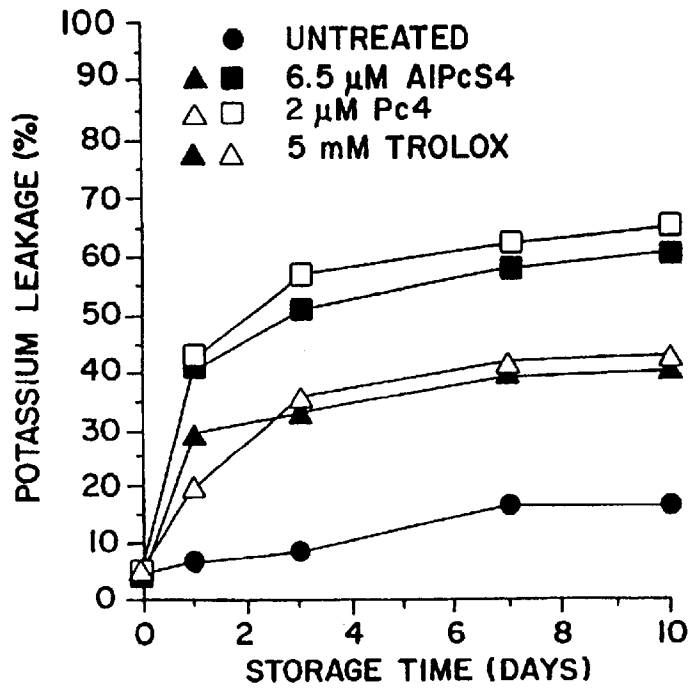 100
90
80
70
60
50
40
30
20
10
0
POTASSIUM LEAKAGE (%)
UNTREATED
6.5 μM AlPcS4
2 μM Pc4
5 mM TROLOX
0 2 4 6 8 10
STORAGE TIME (DAYS)